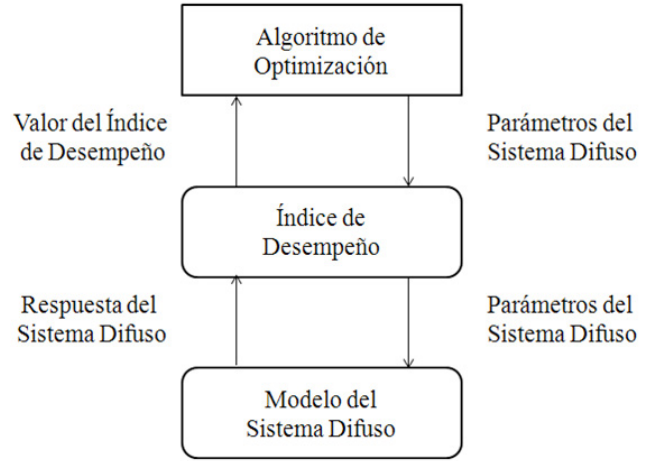 Algoritmo de
Optimización
Valor del Índice
de Desempeño
Parámetros del
Sistema Difuso
Índice de
Desempeño
Respuesta del
Sistema Difuso
Parámetros del
Sistema Difuso
Modelo del
Sistema Difuso